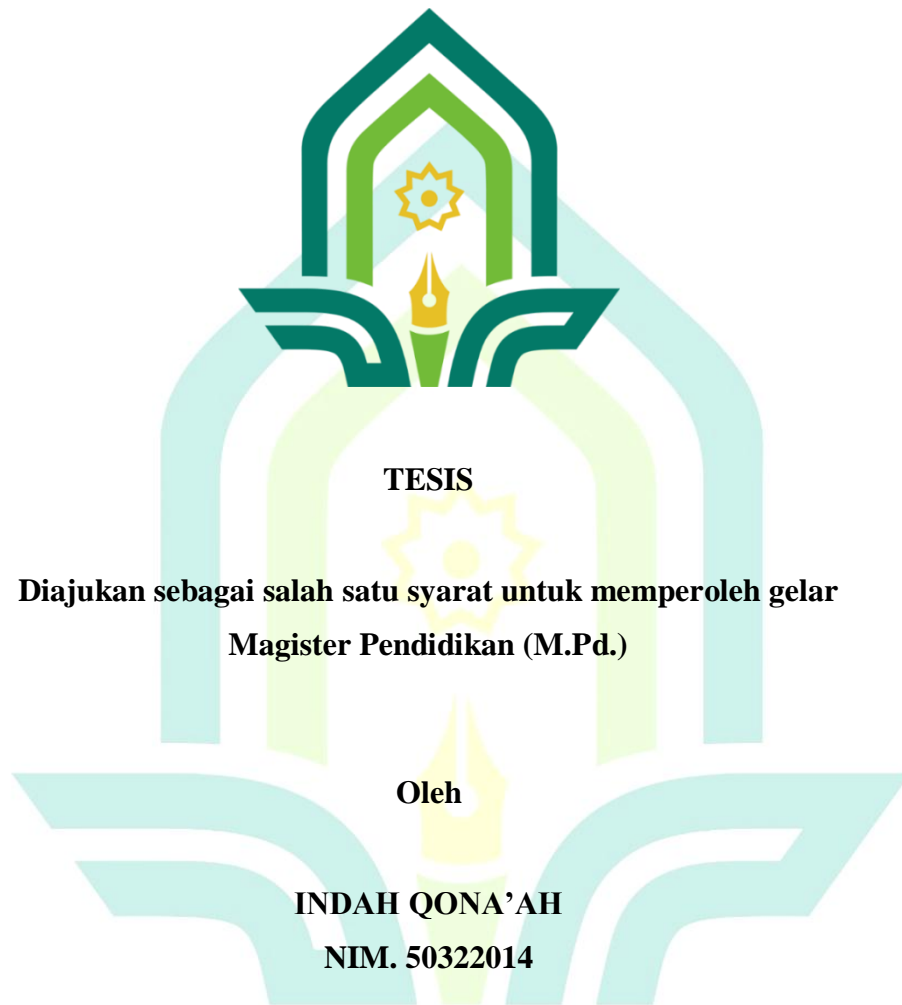 TESIS
Diajukan sebagai salah satu syarat untuk memperoleh gelar
Magister Pendidikan (M.Pd.)
Oleh
INDAH QONA’AH
NIM. 50322014